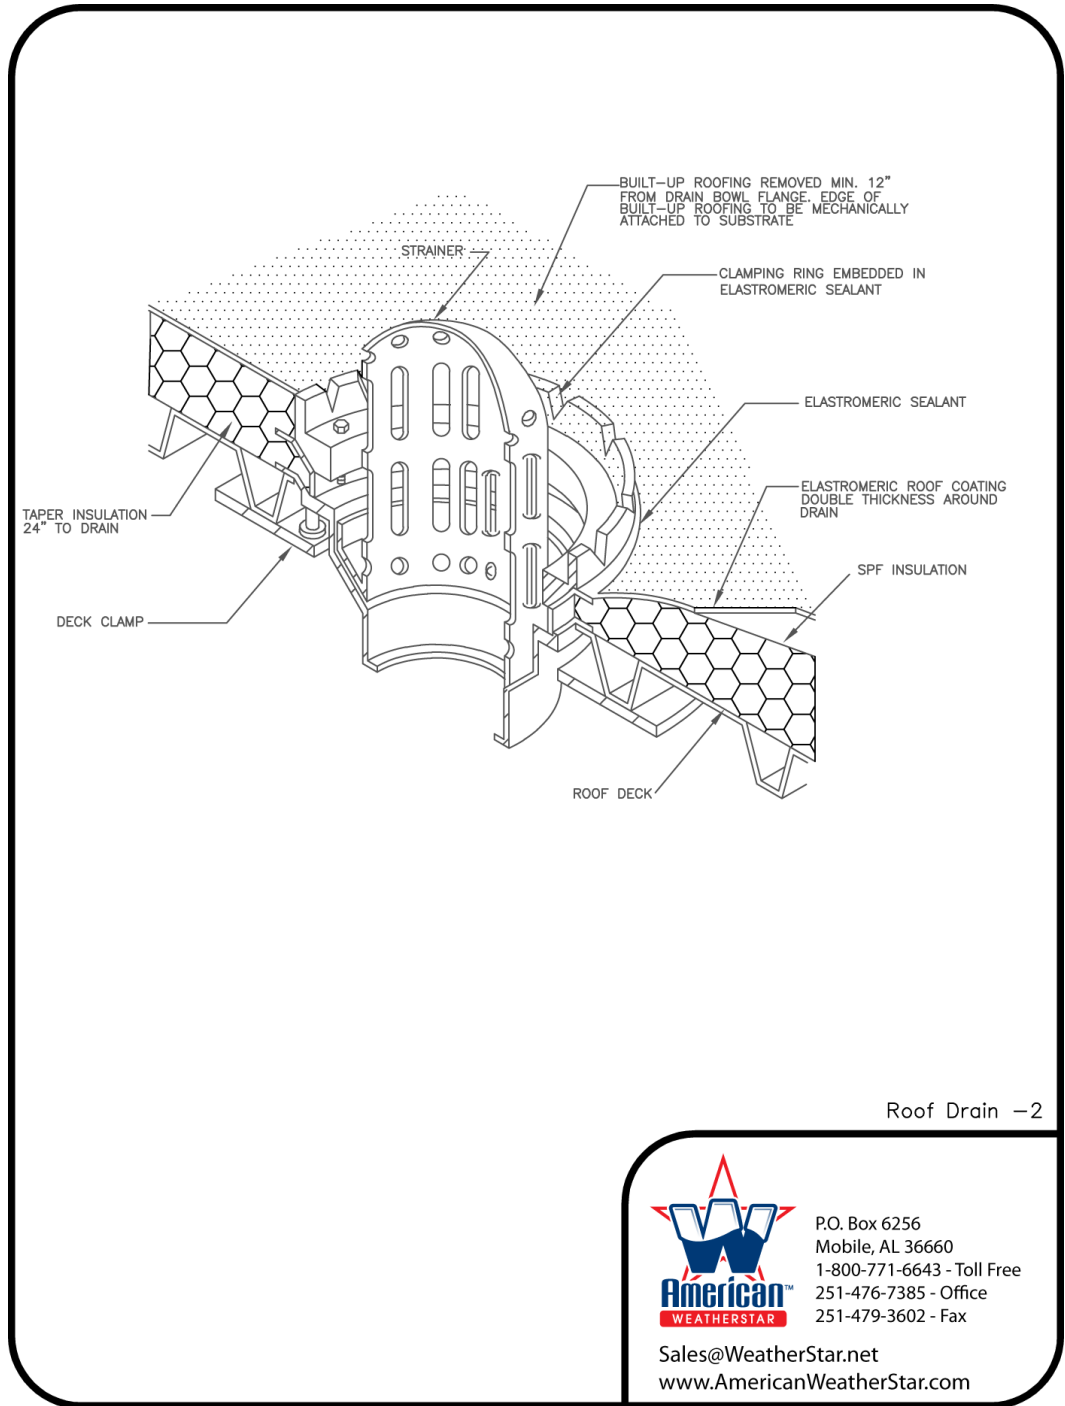 BUILT-UP ROOFING REMOVED MIN. 12"
FROM DRAIN BOWL FLANGE. EDGE OF
BUILT-UP ROOFING TO BE MECHANICALLY
ATTACHED TO SUBSTRATE
STRAINER
CLAMPING RING EMBEDDED IN
ELASTROMERIC SEALANT
ELASTROMERIC SEALANT
ELASTROMERIC ROOF COATING
DOUBLE THICKNESS AROUND
DRAIN
TAPER INSULATION
24" TO DRAIN
SPF INSULATION
DECK CLAMP
ROOF DECK
Roof Drain -2
P.O. Box 6256
Mobile, AL 36660
1-800-771-6643 - Toll Free
251-476-7385 - Office
251-479-3602 - Fax
W
American™
WEATHERSTAR
Sales@WeatherStar.net
www.AmericanWeatherStar.com